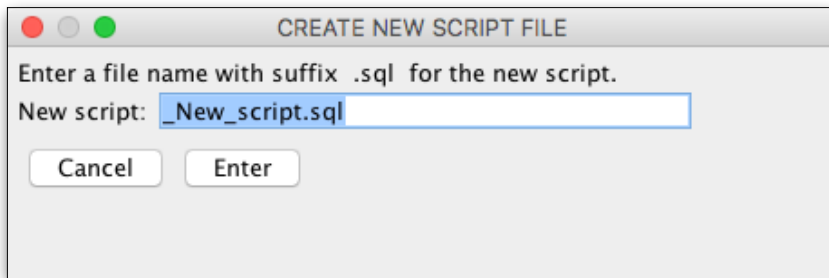 CREATE NEW SCRIPT FILE
Enter a file name with suffix .sql for the new script.
New script: _New_script.sql
Cancel Enter